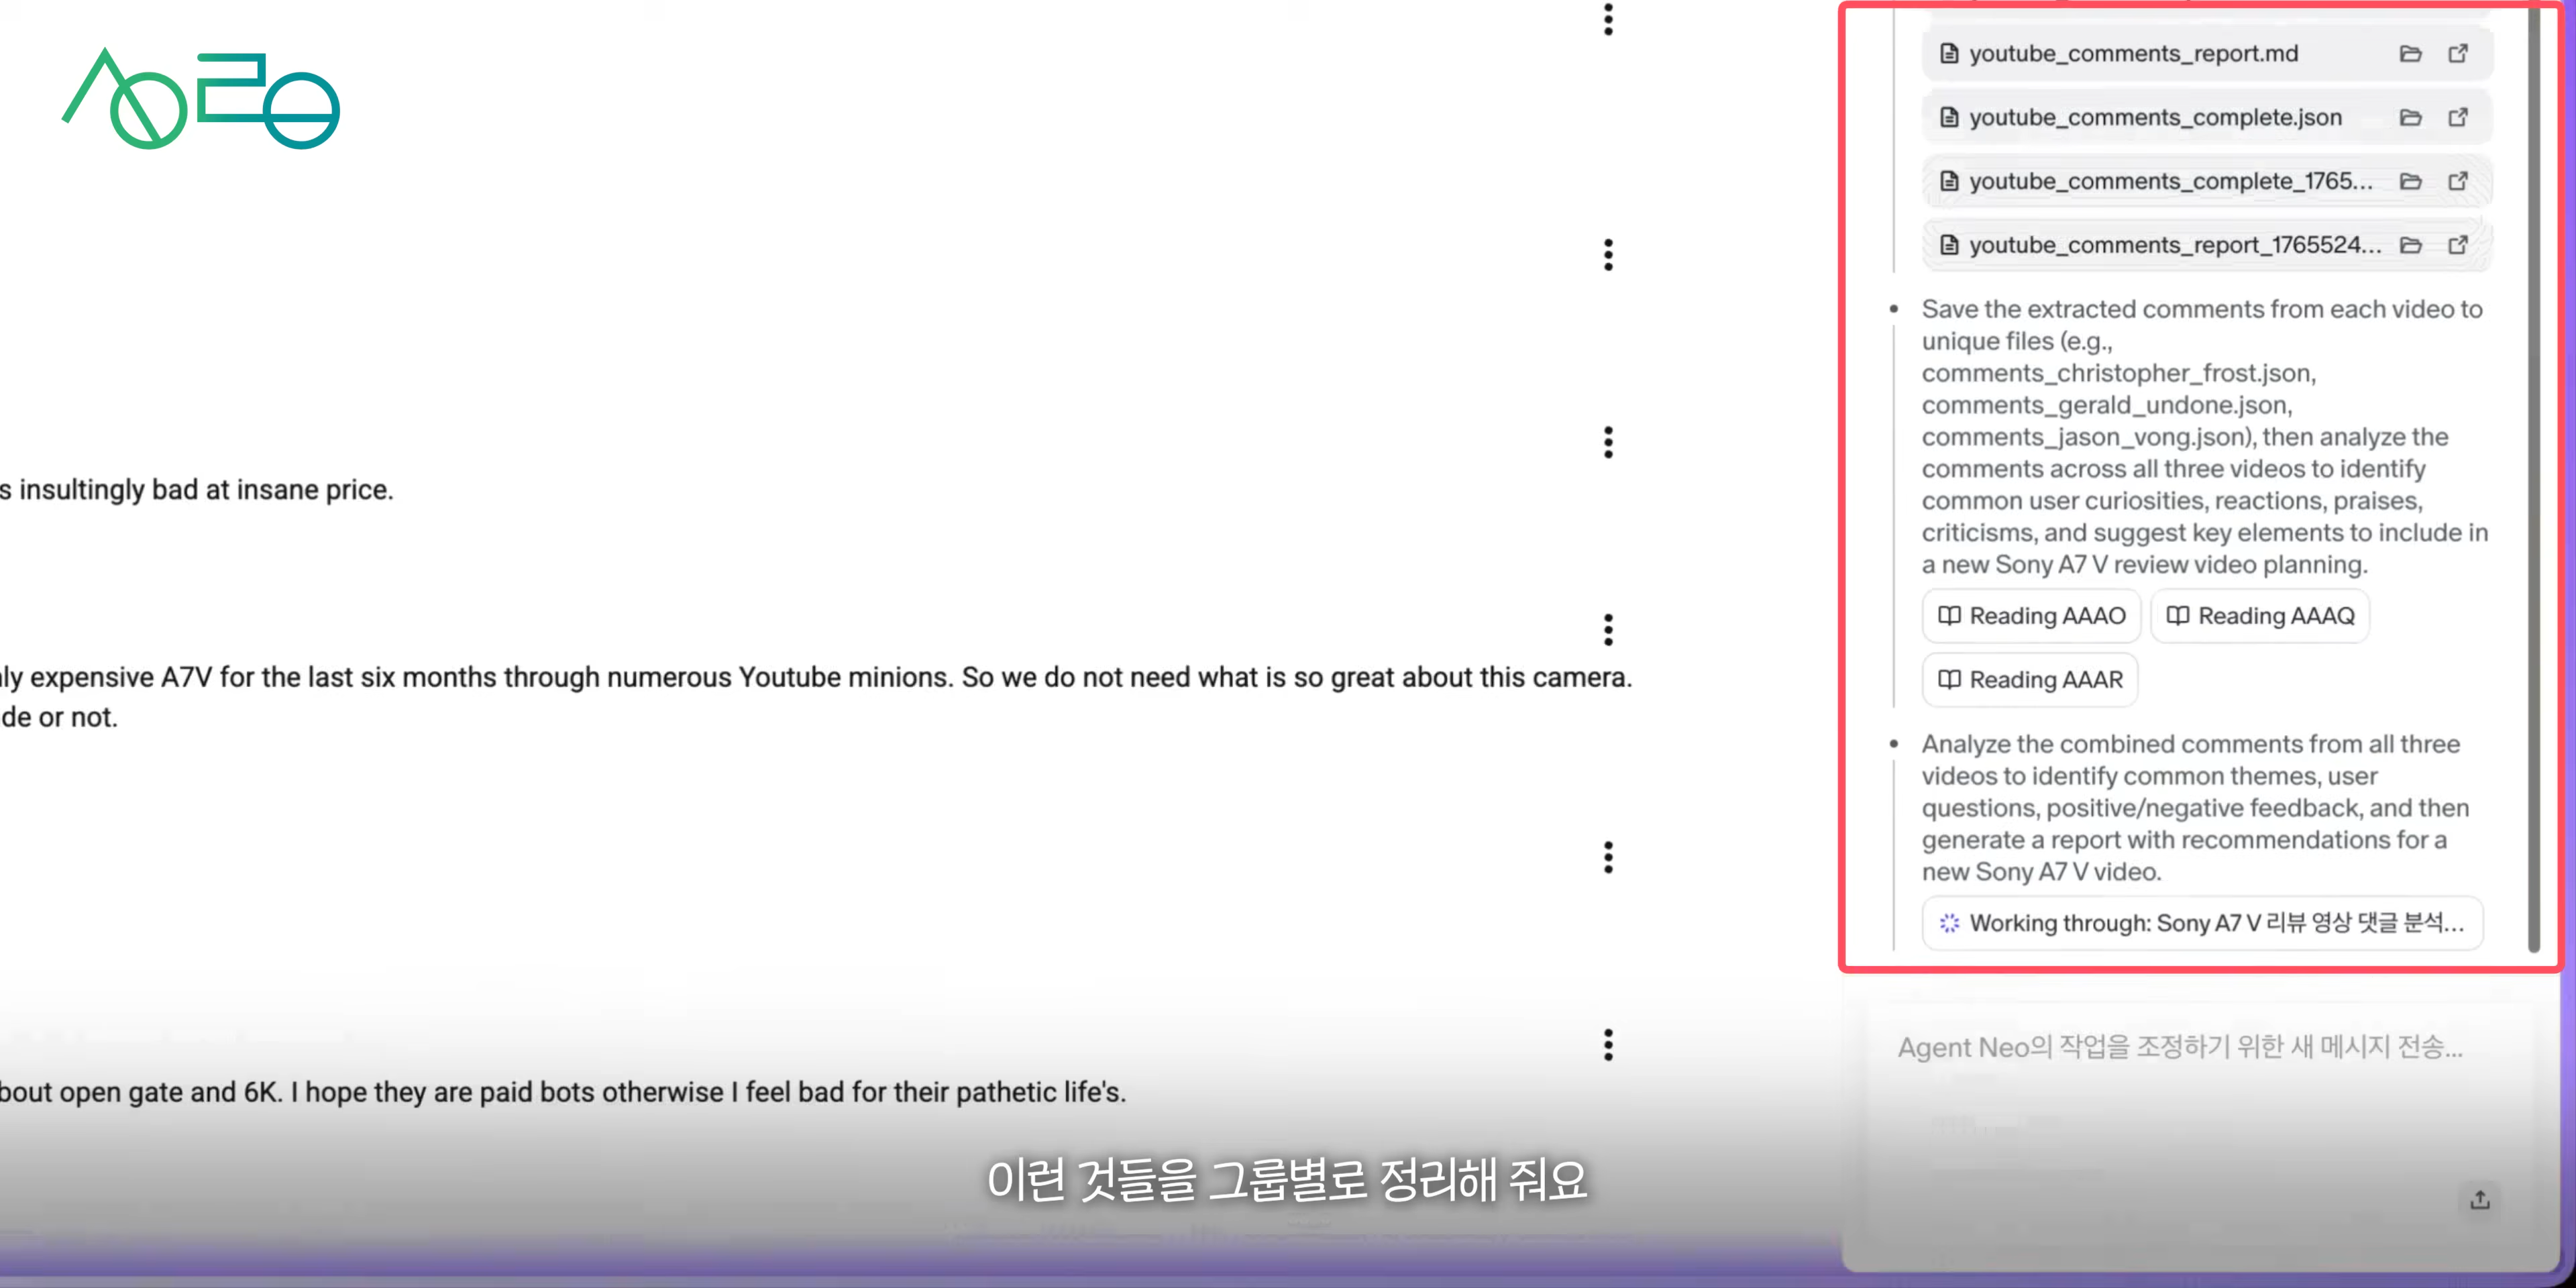 시리얼
s insultingly bad at insane price.
ly expensive A7V for the last six months through numerous Youtube minions. So we do not need what is so great about this camera.
de or not.
bout open gate and 6K. I hope they are paid bots otherwise I feel bad for their pathetic life's.
youtube_comments_report.md
youtube_comments_complete.json
youtube_comments_complete_1765...
youtube_comments_report_1765524...
• Save the extracted comments from each video to
unique files (e.g.,
comments_christopher_frost.json,
comments_gerald_undone.json,
comments_jason_vong.json), then analyze the
comments across all three videos to identify
common user curiosities, reactions, praises,
criticisms, and suggest key elements to include in
a new Sony A7 V review video planning.
Reading AAAO Reading AAAQ
Reading AAAR
• Analyze the combined comments from all three
videos to identify common themes, user
questions, positive/negative feedback, and then
generate a report with recommendations for a
new Sony A7 V video.
Working through: Sony A7 V 리뷰 영상 댓글 분석...
Agent Neo의 작업을 조정하기 위한 새 메시지 전송...
이런 것들을 그룹별로 정리해 줘요